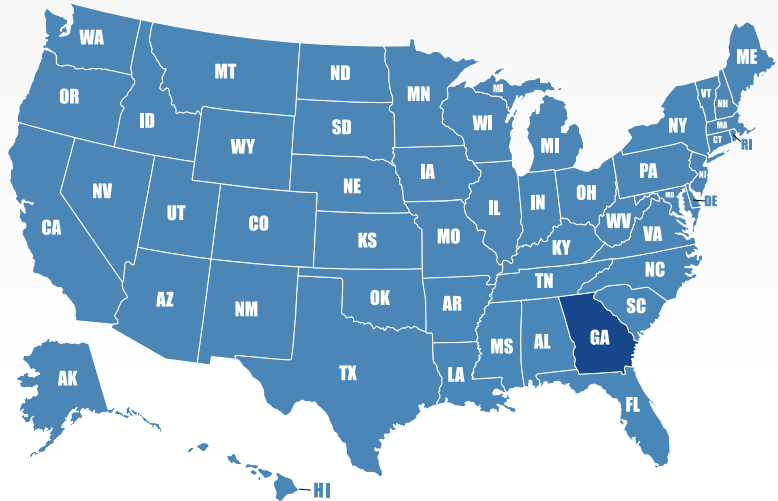 WA
MT
ND
MN
MI
ME
VT
NH
OR
ID
WY
SD
WI
MI
NY
MA
CT
RI
NV
UT
CO
NE
IA
IL
IN
OH
PA
NJ
MD
DE
CA
KS
MO
KY
WV
VA
AZ
NM
OK
AR
TN
NC
SC
TX
LA
MS
AL
GA
FL
AK
HI